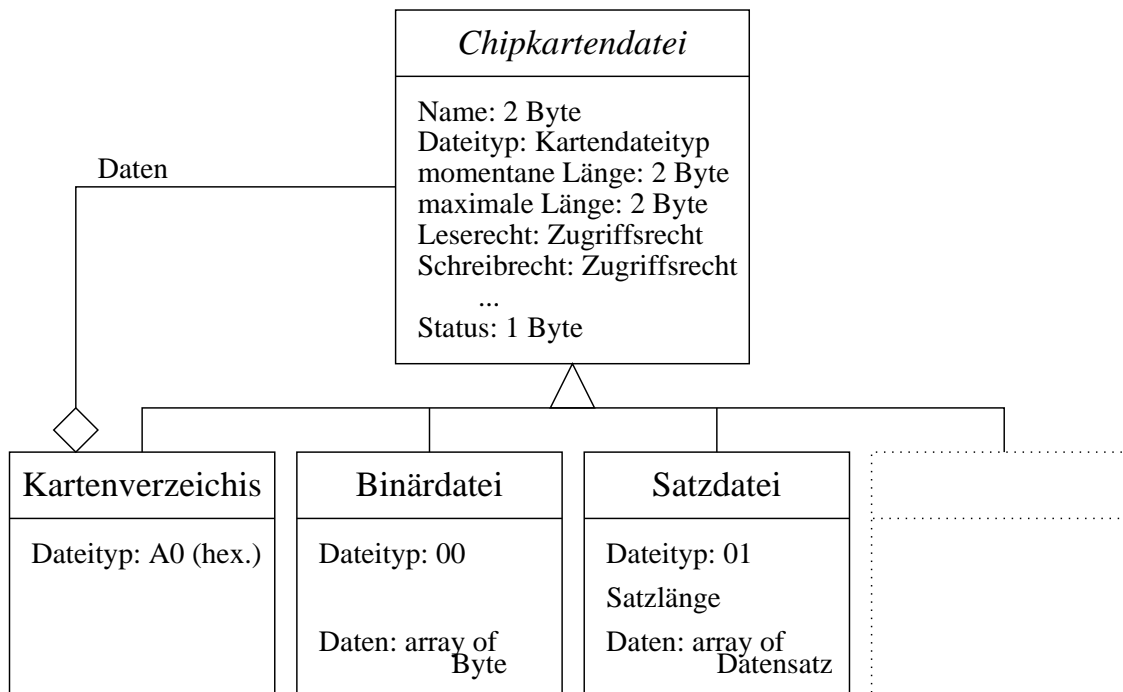 Chipkartendatei
Name: 2 Byte
Dateityp: Kartendateityp
momentane Länge: 2 Byte
maximale Länge: 2 Byte
Leserecht: Zugriffsrecht
Schreibrecht: Zugriffsrecht
...
Status: 1 Byte
Daten
Kartenverzeichis
Dateityp: A0 (hex.)
Binärdatei
Dateityp: 00
Daten: array of
Byte
Satzdatei
Dateityp: 01
Satzlänge
Daten: array of
Datensatz